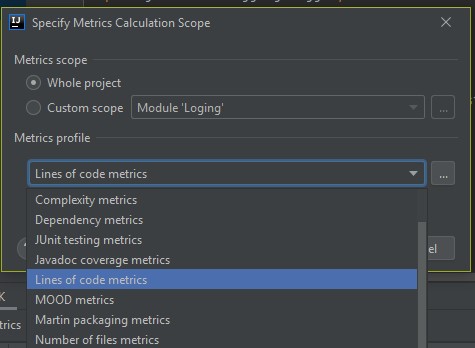 IJ
Specify Metrics Calculation Scope
Metrics scope
Whole project
Custom scope
Module 'Loging'
...
Metrics profile
Lines of code metrics
...
Complexity metrics
Dependency metrics
JUnit testing metrics
Javadoc coverage metrics
Lines of code metrics
MOOD metrics
Martin packaging metrics
Number of files metrics